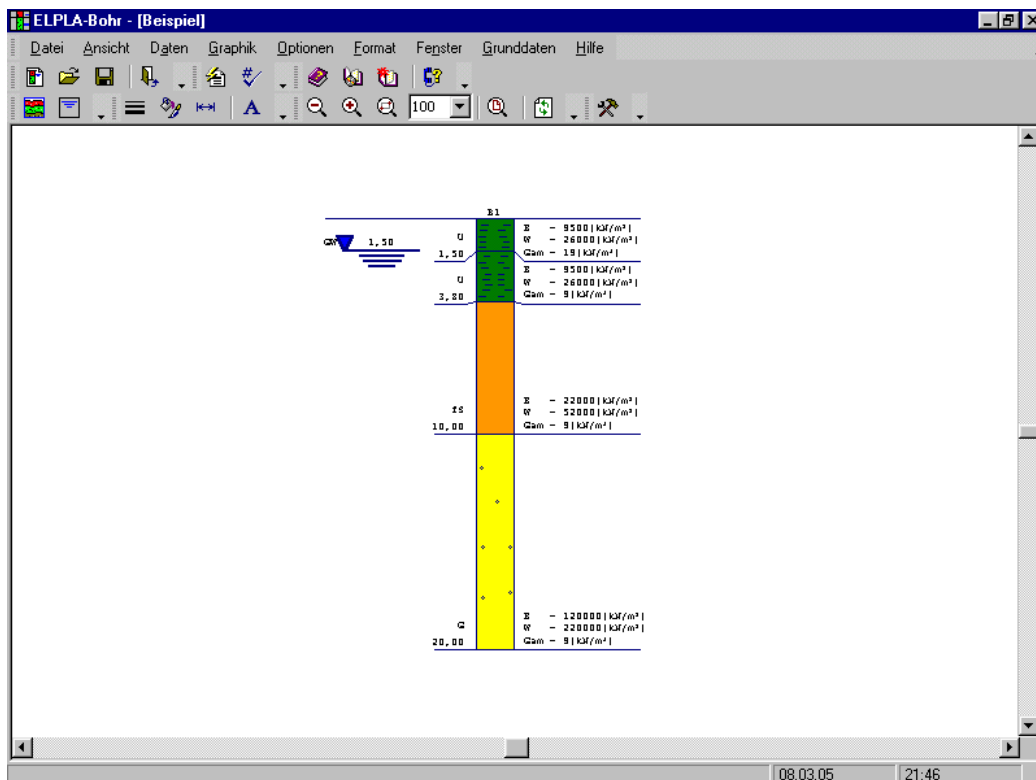 ELPLA-Bohr - [Beispiel]
Datei Ansicht Daten Graphik Optionen Format Fenster Grunddaten Hilfe
A 100
B1
GW 1,50
U
1,50
E = 9500[kN/m²]
W = 26000[kN/m²]
Gam = 19[kN/m³]
U
3,80
E = 9500[kN/m²]
W = 26000[kN/m²]
Gam = 9[kN/m³]
fS
10,00
E = 22000[kN/m²]
W = 52000[kN/m²]
Gam = 9[kN/m³]
G
20,00
E = 120000[kN/m²]
W = 220000[kN/m²]
Gam = 9[kN/m³]
08.03.05 21:46